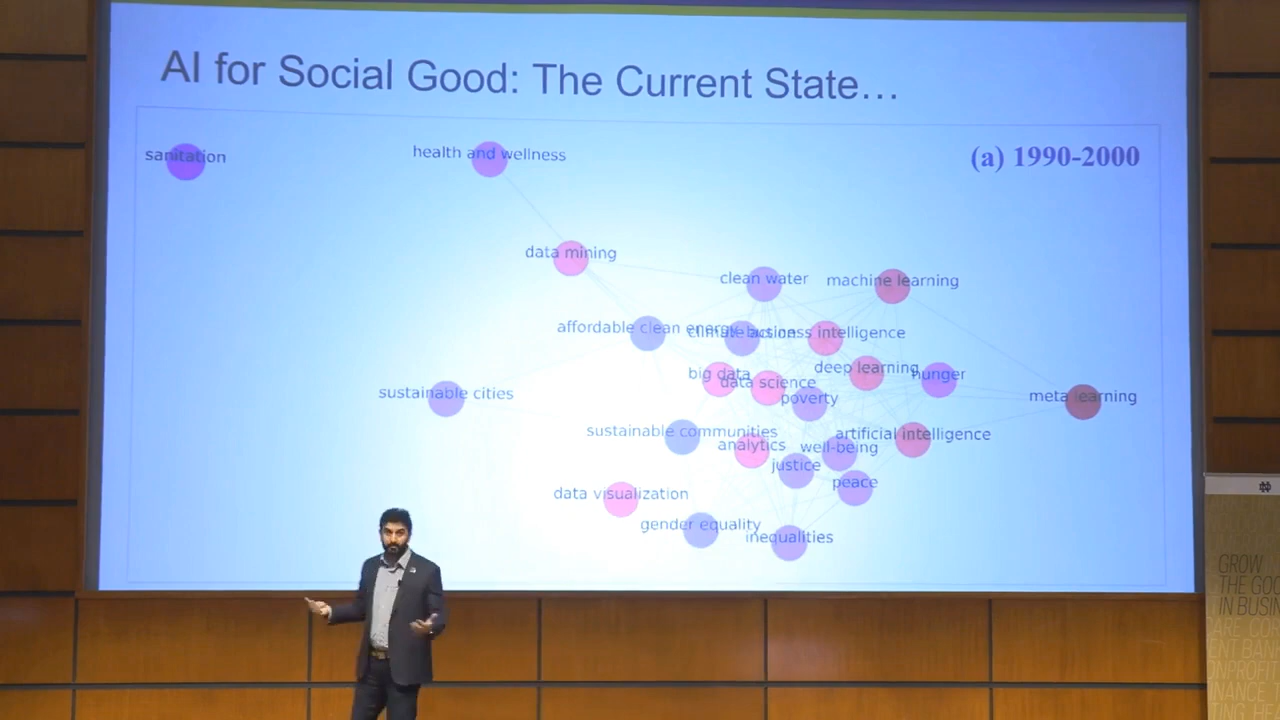 AI for Social Good: The Current State…
(a) 1990-2000
sanitation
health and wellness
data mining
clean water
machine learning
affordable clean energy
climate action
business intelligence
big data
data science
deep learning
hunger
poverty
meta learning
sustainable cities
sustainable communities
analytics
well-being
artificial intelligence
justice
peace
data visualization
gender equality
inequalities
GROW
THE GOO
IN BUSIN